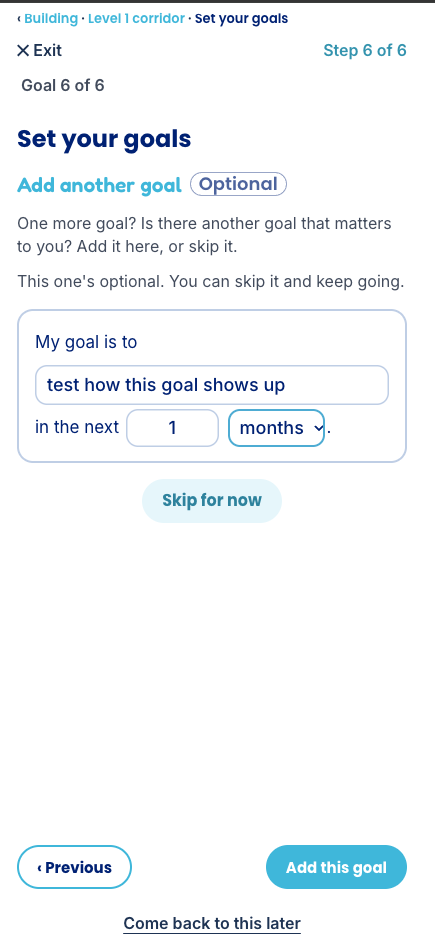 ‹ Building · Level 1 corridor · Set your goals
✕ Exit
Step 6 of 6
Goal 6 of 6
Set your goals
Add another goal Optional
One more goal? Is there another goal that matters
to you? Add it here, or skip it.
This one's optional. You can skip it and keep going.
My goal is to
test how this goal shows up
in the next 1 months .
Skip for now
‹ Previous
Add this goal
Come back to this later